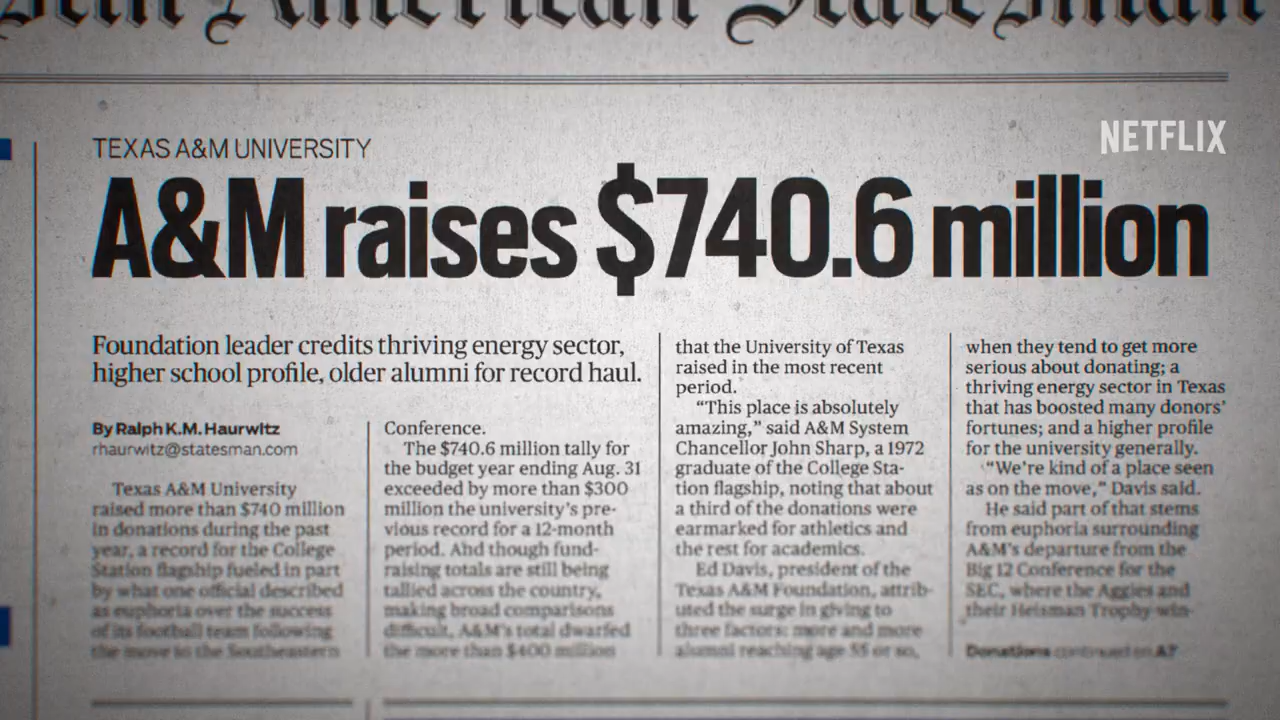 American Statesman
NETFLIX
TEXAS A&M UNIVERSITY
A&M raises $740.6 million
Foundation leader credits thriving energy sector,
higher school profile, older alumni for record haul.
By Ralph K.M. Haurwitz
rhaurwitz@statesman.com
Texas A&M University
raised more than $740 million
in donations during the past
year, a record for the College
Station flagship fueled in part
by what one official described
as euphoria over the success
of its football team following
the move to the Southeastern
Conference.
The $740.6 million tally for
the budget year ending Aug. 31
exceeded by more than $300
million the university's pre-
vious record for a 12-month
period. And though fund-
raising totals are still being
tallied across the country,
making broad comparisons
difficult, A&M's total dwarfed
the more than $400 million
that the University of Texas
raised in the most recent
period.
“This place is absolutely
amazing,” said A&M System
Chancellor John Sharp, a 1972
graduate of the College Sta-
tion flagship, noting that about
a third of the donations were
earmarked for athletics and
the rest for academics.
Ed Davis, president of the
Texas A&M Foundation, attrib-
uted the surge in giving to
three factors: more and more
alumni reaching age 55 or so,
when they tend to get more
serious about donating; a
thriving energy sector in Texas
that has boosted many donors’
fortunes; and a higher profile
for the university generally.
“We’re kind of a place seen
as on the move,” Davis said.
He said part of that stems
from euphoria surrounding
A&M’s departure from the
Big 12 Conference for the
SEC, where the Aggies and
their Heisman Trophy-win-
Donations continued on A7